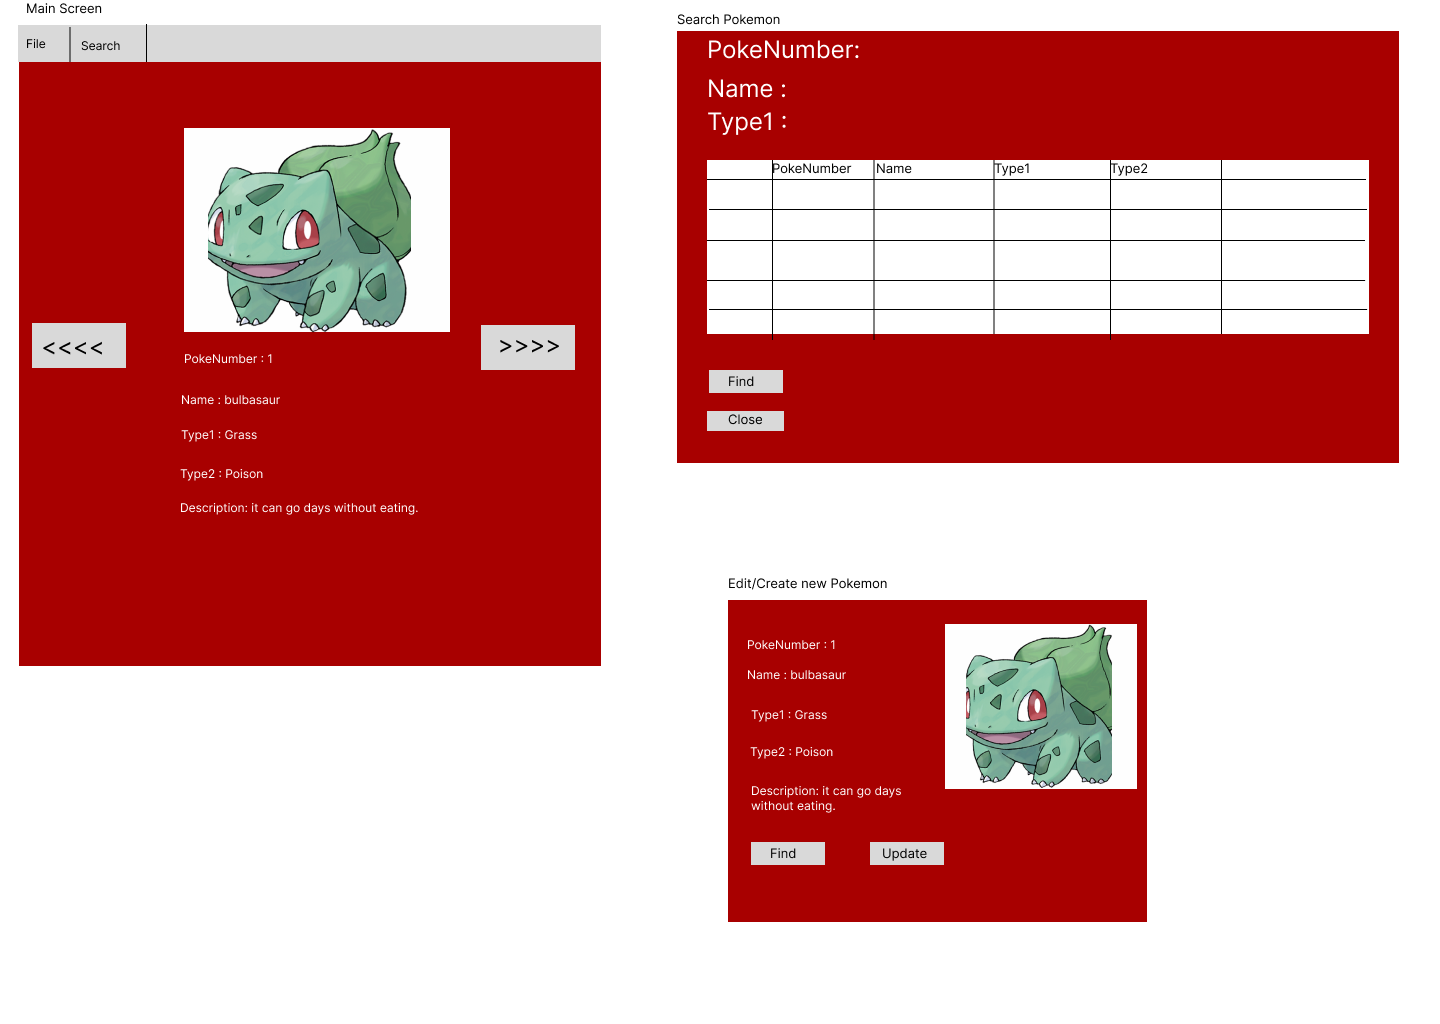 Main Screen
File
Search
<<<<
>>>>
PokeNumber : 1
Name : bulbasaur
Type1 : Grass
Type2 : Poison
Description: it can go days without eating.
Search Pokemon
PokeNumber:
Name :
Type1 :
PokeNumber Name Type1 Type2
Find
Close
Edit/Create new Pokemon
PokeNumber : 1
Name : bulbasaur
Type1 : Grass
Type2 : Poison
Description: it can go days
without eating.
Find
Update